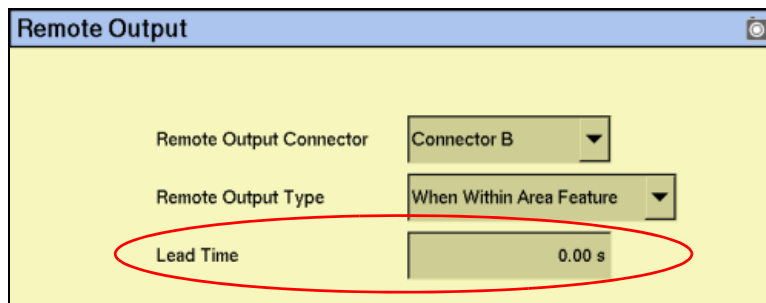 Remote Output
Remote Output Connector Connector B
Remote Output Type When Within Area Feature
Lead Time 0.00 s